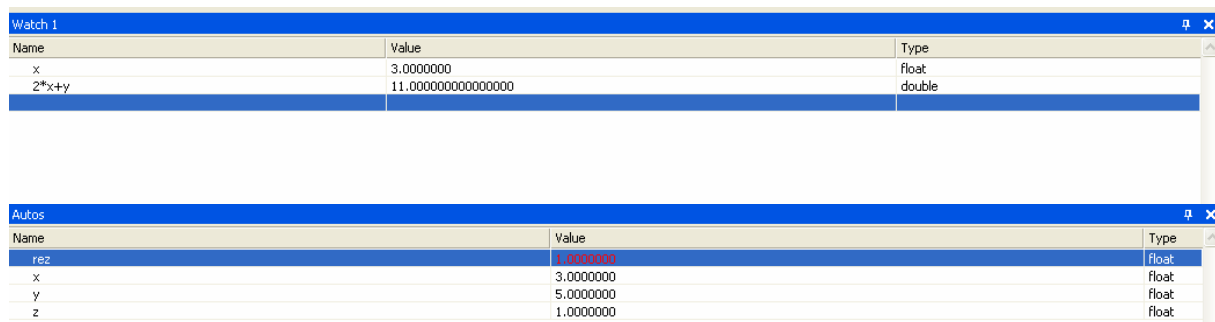 Watch 1
Name Value Type
x 3.0000000 float
2*x+y 11.000000000000000 double
Autos
Name Value Type
rez 1.0000000 float
x 3.0000000 float
y 5.0000000 float
z 1.0000000 float